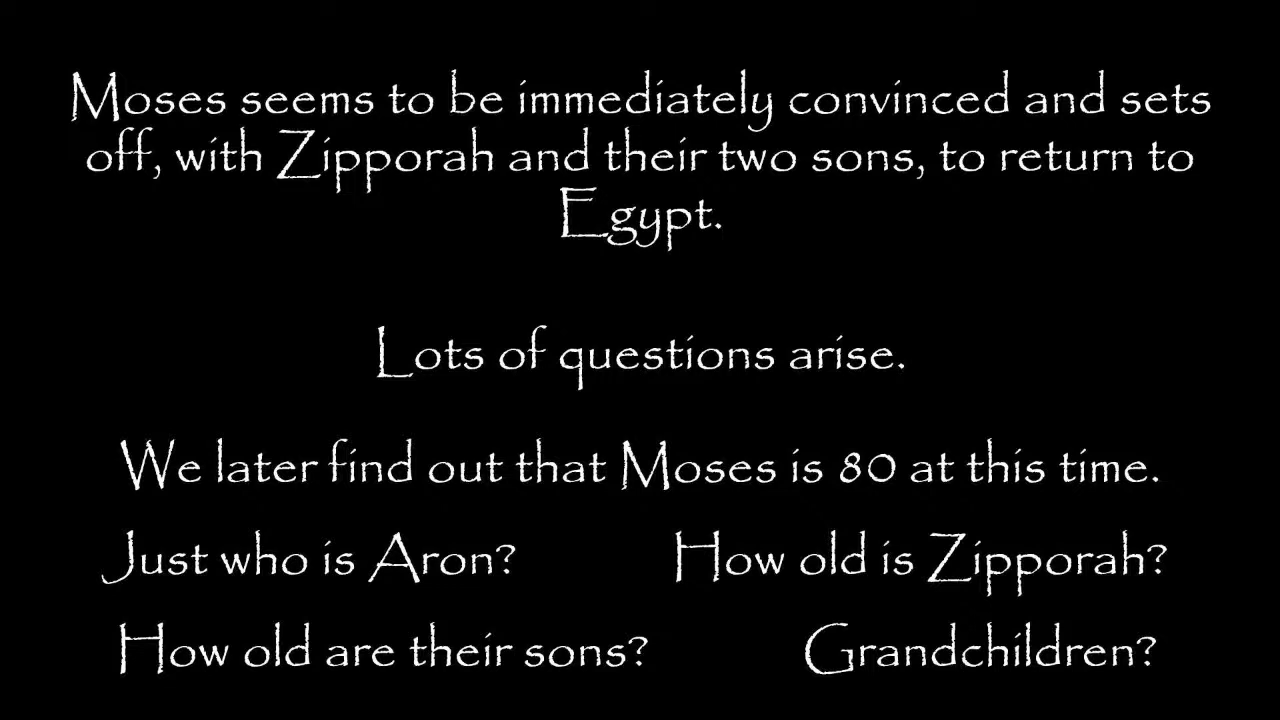 Moses seems to be immediately convinced and sets
off, with Zipporah and their two sons, to return to
Egypt.
Lots of questions arise.
We later find out that Moses is 80 at this time.
Just who is Aron? How old is Zipporah?
How old are their sons? Grandchildren?